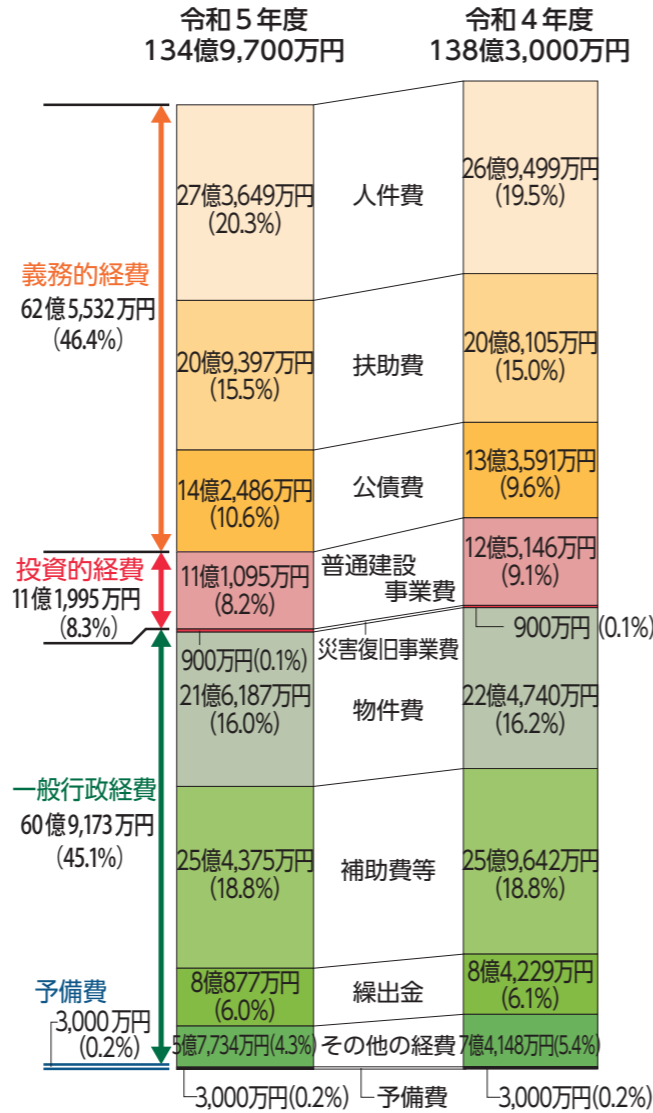 令和5年度
134億9,700万円
令和4年度
138億3,000万円
義務的経費
62億5,532万円
(46.4%)
投資的経費
11億1,995万円
(8.3%)
一般行政経費
60億9,173万円
(45.1%)
予備費
3,000万円
(0.2%)
27億3,649万円
(20.3%)
人件費
26億9,499万円
(19.5%)
20億9,397万円
(15.5%)
扶助費
20億8,105万円
(15.0%)
14億2,486万円
(10.6%)
公債費
13億3,591万円
(9.6%)
11億1,095万円
(8.2%)
普通建設
事業費
12億5,146万円
(9.1%)
900万円(0.1%)
災害復旧事業費
900万円(0.1%)
21億6,187万円
(16.0%)
物件費
22億4,740万円
(16.2%)
25億4,375万円
(18.8%)
補助費等
25億9,642万円
(18.8%)
8億877万円
(6.0%)
繰出金
8億4,229万円
(6.1%)
5億7,734万円(4.3%)
その他の経費
7億4,148万円(5.4%)
3,000万円(0.2%)
予備費
3,000万円(0.2%)